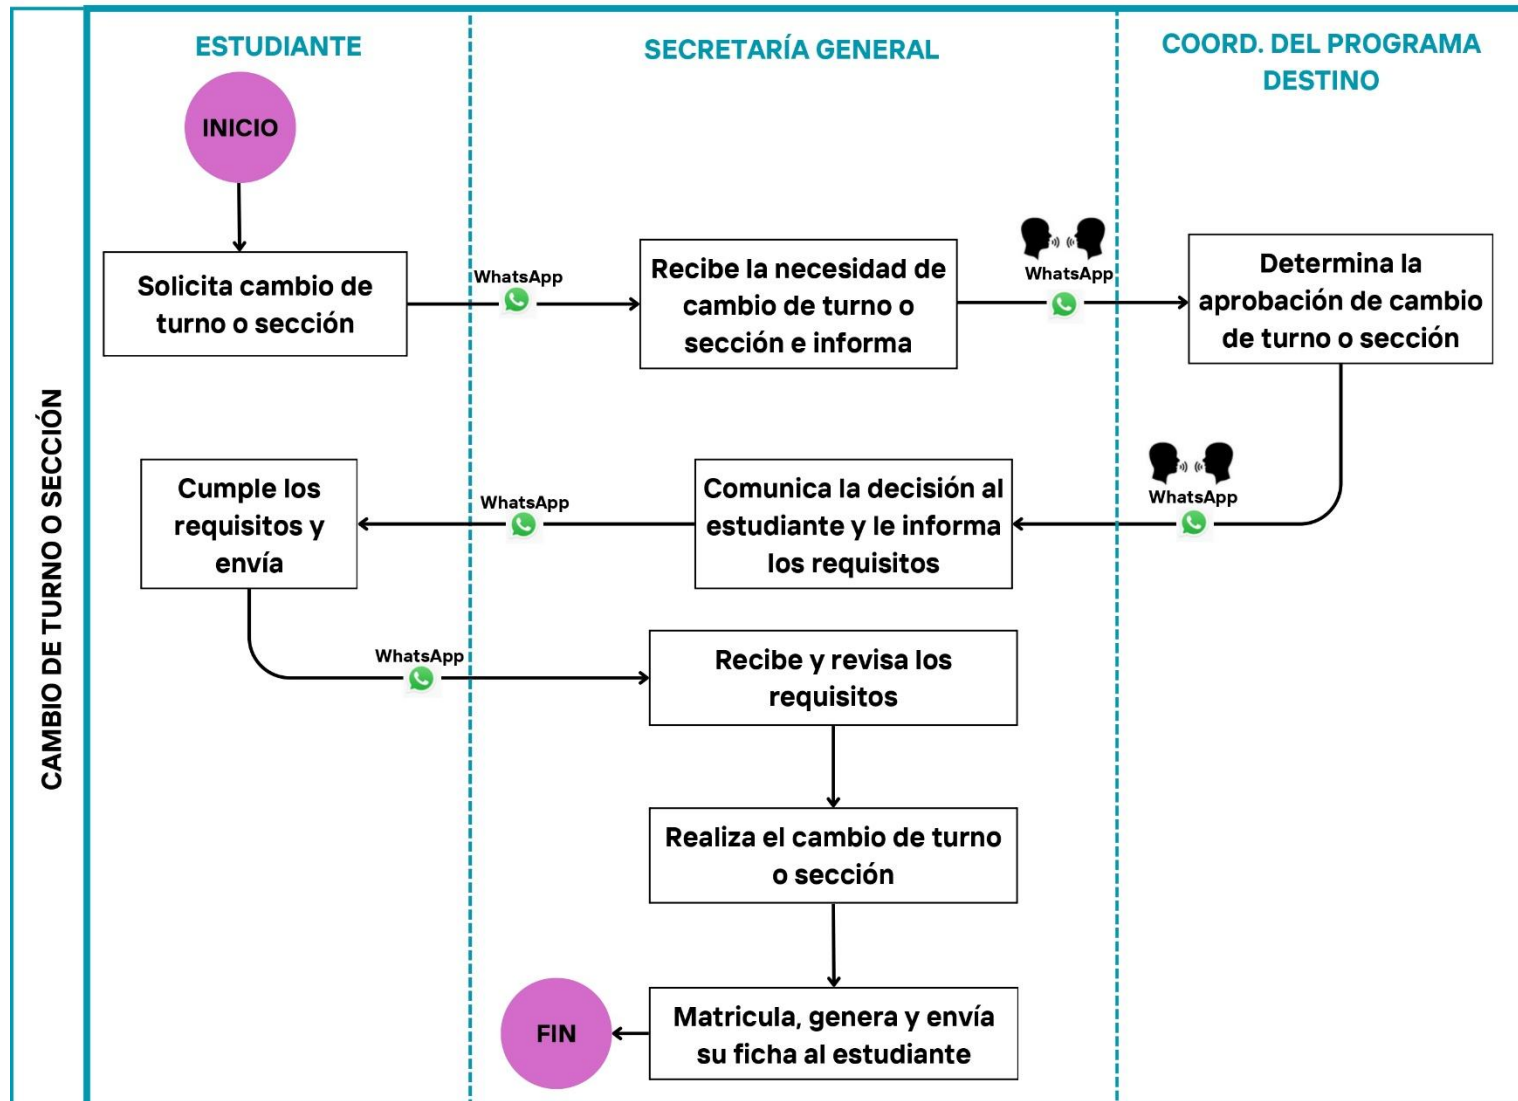 ESTUDIANTE
SECRETARÍA GENERAL
COORD. DEL PROGRAMA
DESTINO
CAMBIO DE TURNO O SECCIÓN
INICIO
Solicita cambio de
turno o sección
WhatsApp
Recibe la necesidad de
cambio de turno o
sección e informa
WhatsApp
Determina la
aprobación de cambio
de turno o sección
WhatsApp
Comunica la decisión al
estudiante y le informa
los requisitos
WhatsApp
Cumple los
requisitos y
envía
WhatsApp
Recibe y revisa los
requisitos
Realiza el cambio de turno
o sección
Matricula, genera y envía
su ficha al estudiante
FIN